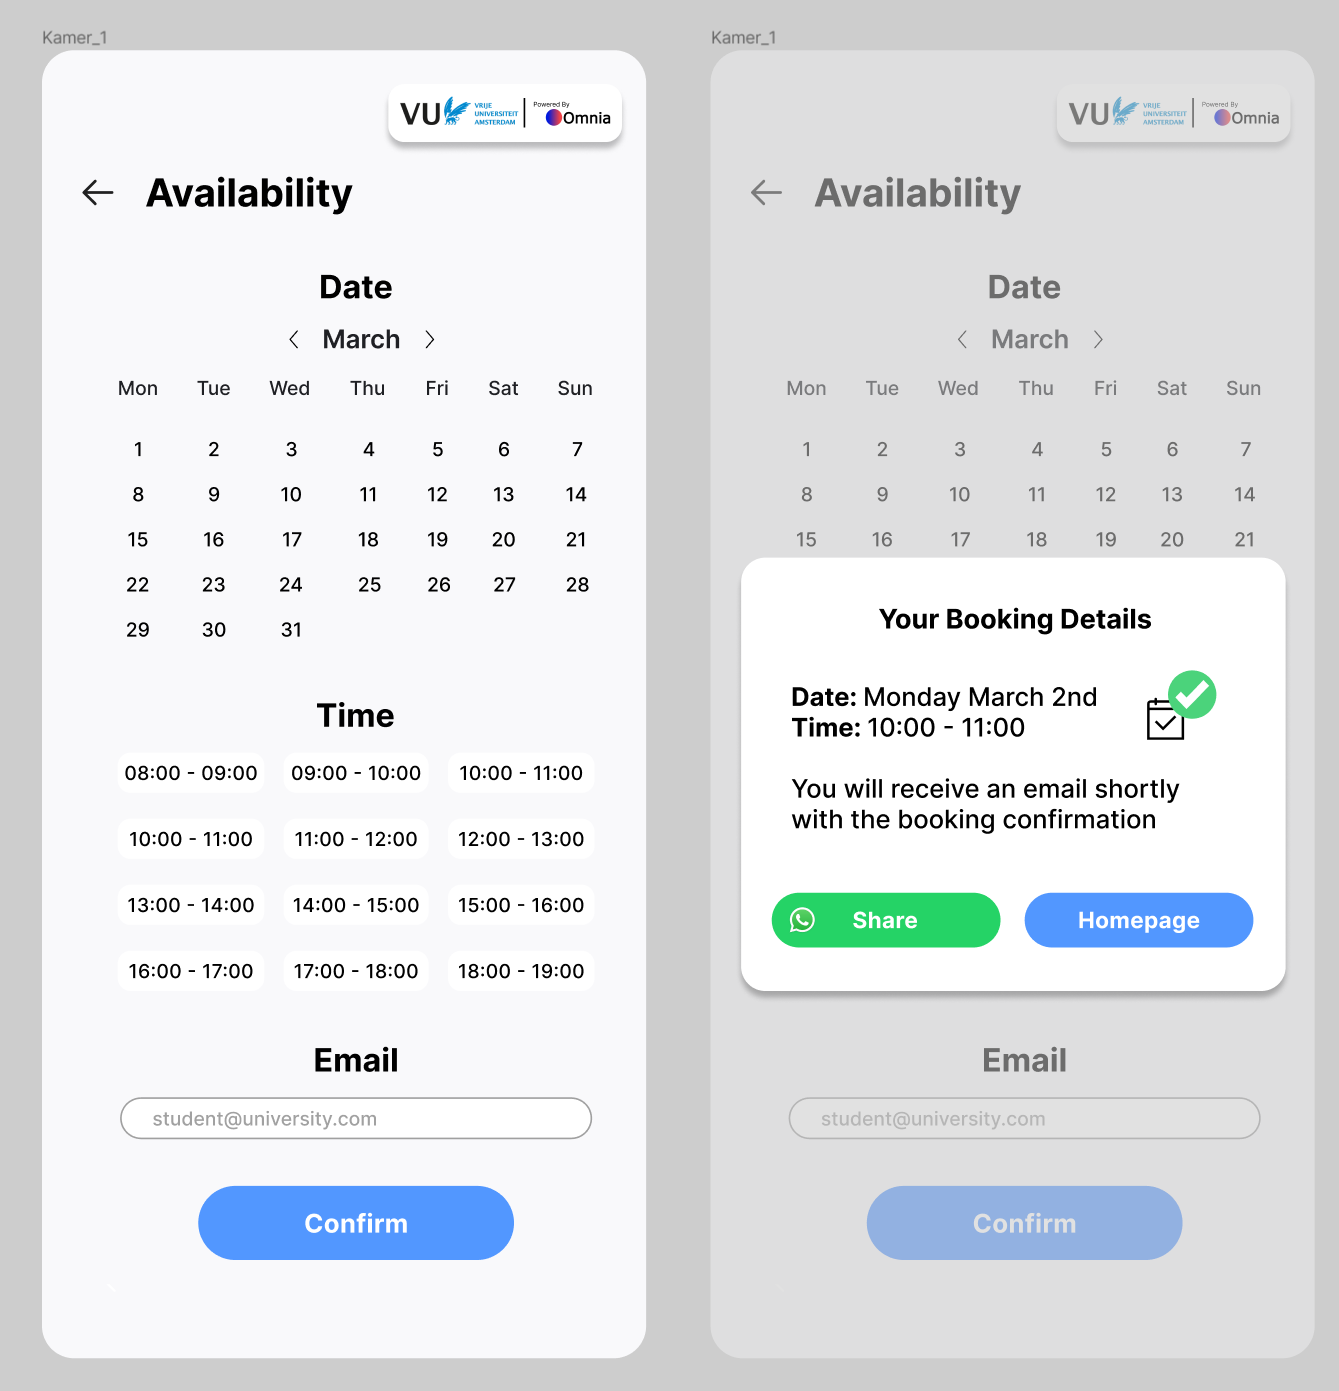 Kamer_1
VU VRIJE UNIVERSITEIT AMSTERDAM Powered By Omnia
Availability
Date
March
Mon Tue Wed Thu Fri Sat Sun
1 2 3 4 5 6 7
8 9 10 11 12 13 14
15 16 17 18 19 20 21
22 23 24 25 26 27 28
29 30 31
Time
08:00 - 09:00 09:00 - 10:00 10:00 - 11:00
10:00 - 11:00 11:00 - 12:00 12:00 - 13:00
13:00 - 14:00 14:00 - 15:00 15:00 - 16:00
16:00 - 17:00 17:00 - 18:00 18:00 - 19:00
Email
student@university.com
Confirm
Kamer_1
VU VRIJE UNIVERSITEIT AMSTERDAM Powered By Omnia
Availability
Date
March
Mon Tue Wed Thu Fri Sat Sun
1 2 3 4 5 6 7
8 9 10 11 12 13 14
15 16 17 18 19 20 21
Your Booking Details
Date: Monday March 2nd
Time: 10:00 - 11:00
You will receive an email shortly
with the booking confirmation
Share Homepage
Email
student@university.com
Confirm